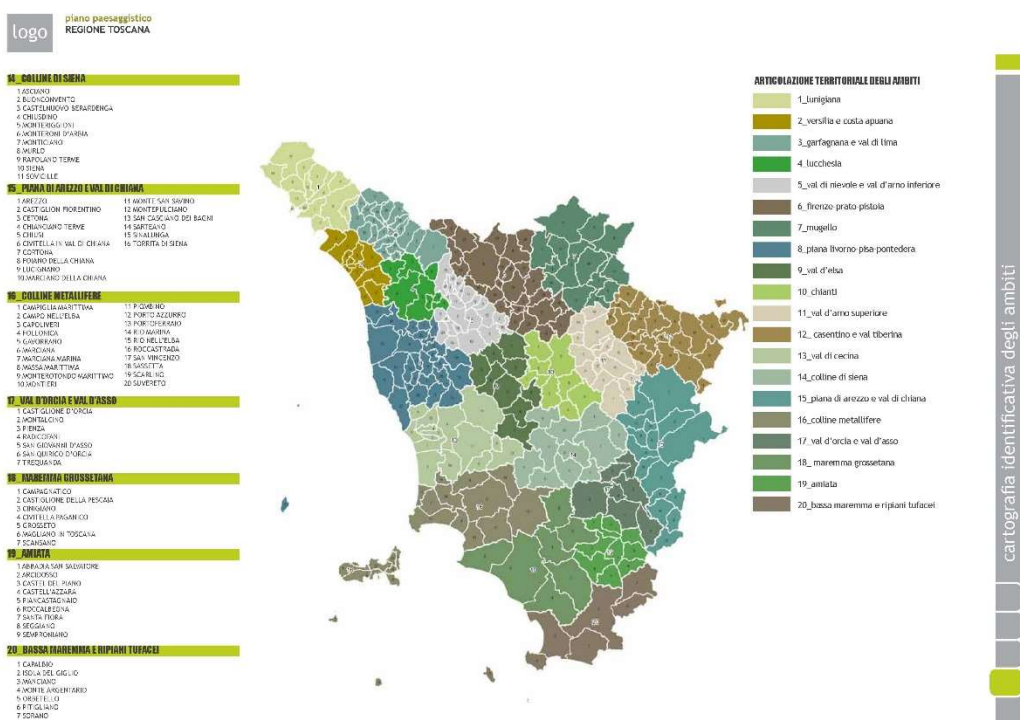 logo
piano paesaggistico
REGIONE TOSCANA
14_COLLINE DI SIENA
1 ASCIANO
2 BUONCONVENTO
3 CASTELNUOVO BERARDENGA
4 CHIUSDINO
5 MONTERIGGIONI
6 MONTERONI D'ARBIA
7 MONTICIANO
8 MURLO
9 RAPOLANO TERME
10 SIENA
11 SOVICILLE
15_PIANA DI AREZZO E VAL DI CHIANA
1 AREZZO
2 CASTIGLION FIORENTINO
3 CETONA
4 CHIANCIANO TERME
5 CHIUSI
6 CIVITELLA IN VAL DI CHIANA
7 CORTONA
8 FOIANO DELLA CHIANA
9 LUCIGNANO
10 MARCIANO DELLA CHIANA
11 MONTE SAN SAVINO
12 MONTEPULCIANO
13 SAN CASCIANO DEI BAGNI
14 SARTEANO
15 SINALUNGA
16 TORRITA DI SIENA
16_COLLINE METALLIFERE
1 CAMPIGLIA MARITTIMA
2 CAMPO NELL'ELBA
3 CAPOLIVERI
4 FOLLONICA
5 GAVORRANO
6 MARCIANA
7 MARCIANA MARINA
8 MASSA MARITTIMA
9 MONTEROTONDO MARITTIMO
10 MONTIERI
11 PIOMBINO
12 PORTO AZZURRO
13 PORTOFERRAIO
14 RIO MARINA
15 RIO NELL'ELBA
16 ROCCASTRADA
17 SAN VINCENZO
18 SASSETTA
19 SCARLINO
20 SUVERETO
17_VAL D'ORCIA E VAL D'ASSO
1 CASTIGLIONE D'ORCIA
2 MONTALCINO
3 PIENZA
4 RADICOFANI
5 SAN GIOVANNI D'ASSO
6 SAN QUIRICO D'ORCIA
7 TREQUANDA
18_MAREMMA GROSSETANA
1 CAMPAGNATICO
2 CASTIGLIONE DELLA PESCAIA
3 CINIGIANO
4 CIVITELLA PAGANICO
5 GROSSETO
6 MAGLIANO IN TOSCANA
7 SCANSANO
19_AMIATA
1 ABBADIA SAN SALVATORE
2 ARCIDOSSO
3 CASTEL DEL PIANO
4 CASTELL'AZZARA
5 PIANCASTAGNAIO
6 ROCCALBEGNA
7 SANTA FIORA
8 SEGGIANO
9 SEMPRONIANO
20_BASSA MAREMMA E RIPIANI TUFACEI
1 CAPALBIO
2 ISOLA DEL GIGLIO
3 MANCIANO
4 MONTE ARGENTARIO
5 ORBETELLO
6 PITIGLIANO
7 SORANO
ARTICOLAZIONE TERRITORIALE DEGLI AMBITI
1_lunigiana
2_versilia e costa apuana
3_garfagnana e val di lima
4_lucchesia
5_val di nievole e val d'arno inferiore
6_firenze-prato-pistoia
7_mugello
8_piana livorno-pisa-pontedera
9_val d'elsa
10_chianti
11_val d'arno superiore
12_ casentino e val tiberina
13_val di cecina
14_colline di siena
15_piana di arezzo e val di chiana
16_colline metallifere
17_val d'orcia e val d'asso
18_ maremma grossetana
19_amiata
20_bassa maremma e ripiani tufacei
cartografia identificativa degli ambiti